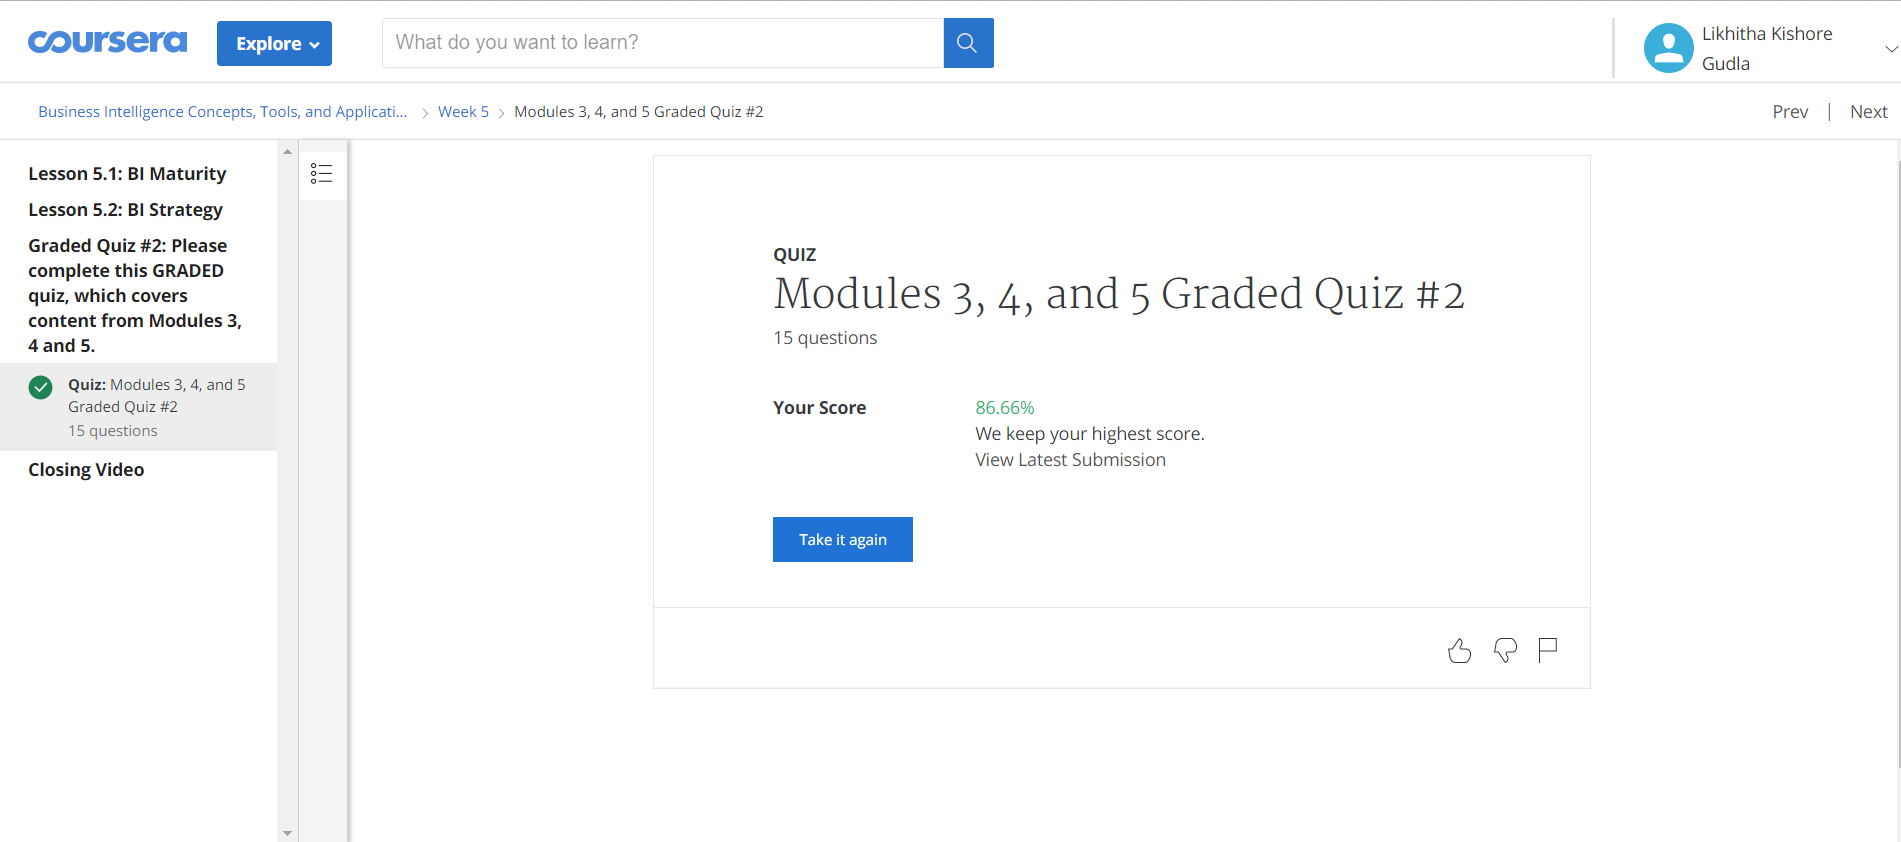 coursera
Explore
What do you want to learn?
Likhitha Kishore
Gudla
Business Intelligence Concepts, Tools, and Applicati... > Week 5 > Modules 3, 4, and 5 Graded Quiz #2
Prev | Next
Lesson 5.1: BI Maturity
Lesson 5.2: BI Strategy
Graded Quiz #2: Please
complete this GRADED
quiz, which covers
content from Modules 3,
4 and 5.
Quiz: Modules 3, 4, and 5
Graded Quiz #2
15 questions
Closing Video
QUIZ
Modules 3, 4, and 5 Graded Quiz #2
15 questions
Your Score
86.66%
We keep your highest score.
View Latest Submission
Take it again